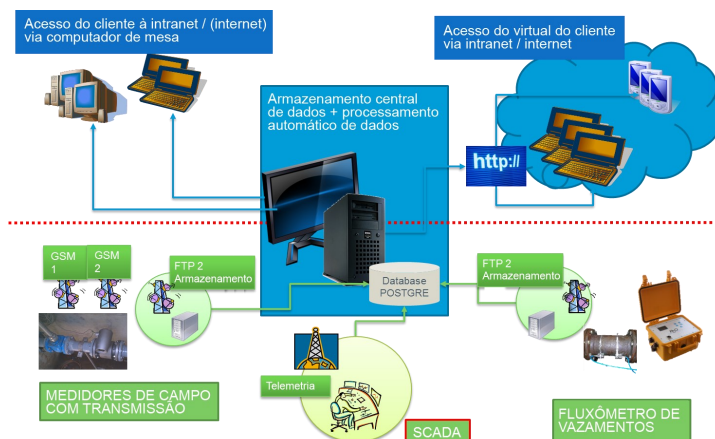 Acesso do cliente à intranet / (internet)
via computador de mesa
Acesso do virtual do cliente
via intranet / internet
Armazenamento central
de dados + processamento
automático de dados
http://
GSM
1
GSM
2
FTP 2
Armazenamento
Database
POSTGRE
FTP 2
Armazenamento
Telemetria
MEDIDORES DE CAMPO
COM TRANSMISSÃO
SCADA
FLUXÔMETRO DE
VAZAMENTOS